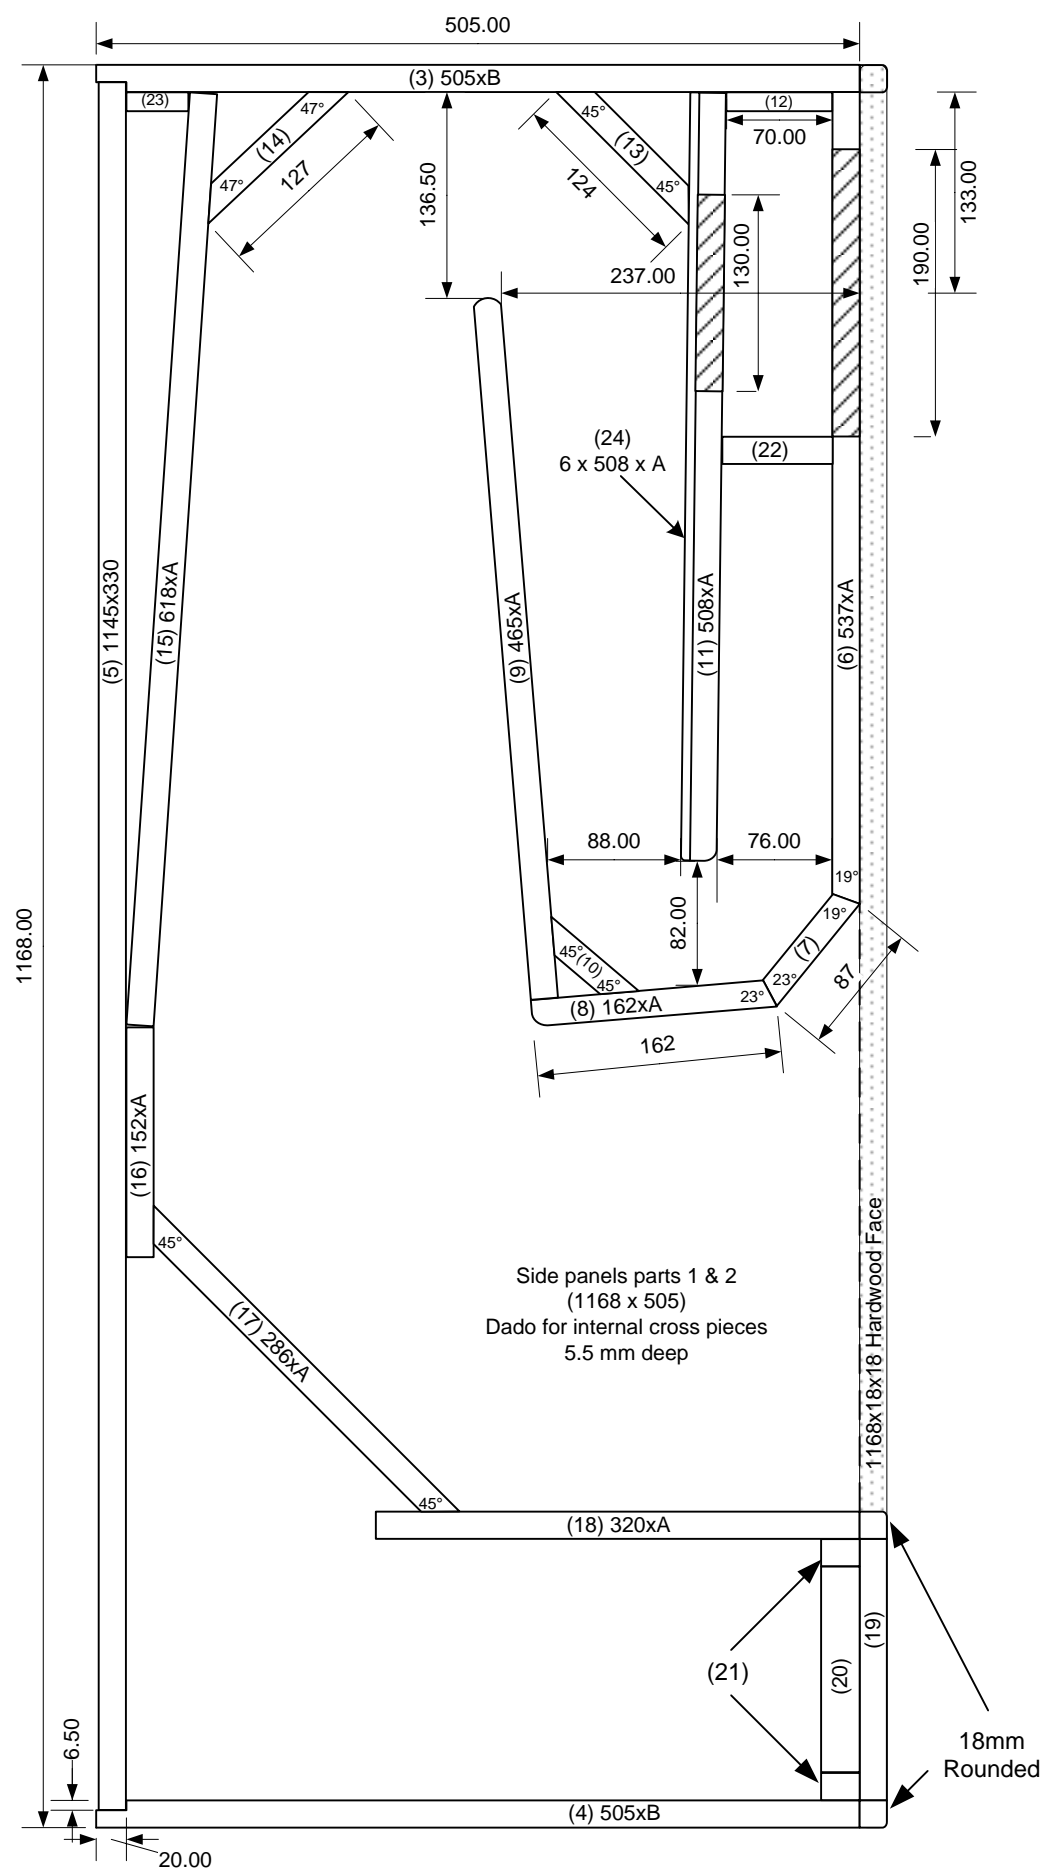 505.00
(3) 505xB
(23)
47°
(14)
47°
127
136.50
45°
(13)
45°
124
(12)
70.00
133.00
190.00
130.00
237.00
(24)
6 x 508 x A
(22)
(5) 1145x330
(15) 618xA
(9) 465xA
(11) 508xA
(6) 537xA
88.00
76.00
19°
19°
82.00
1168.00
(7)
45°
(10)
45°
23°
23°
87
(8) 162xA
162
(16) 152xA
45°
1168x18x18 Hardwood Face
Side panels parts 1 & 2
(1168 x 505)
Dado for internal cross pieces
5.5 mm deep
(17) 286xA
45°
(18) 320xA
(19)
(21)
(20)
6.50
18mm
Rounded
(4) 505xB
20.00